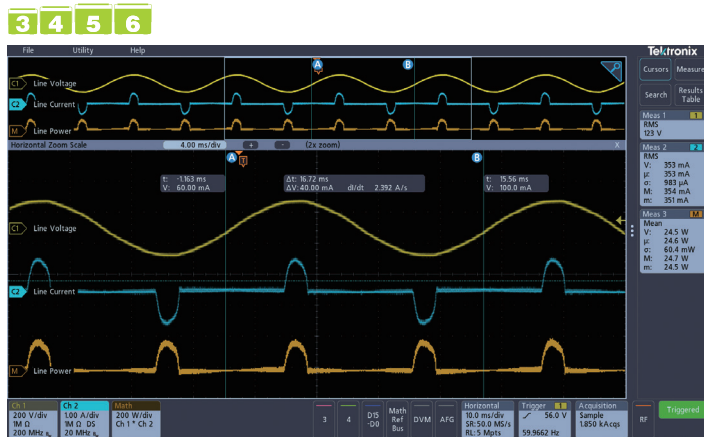 3 4 5 6
File Utility Help
Tektronix
Cursors Measure
Search Results Table
A B
C1 Line Voltage
C2 Line Current
M Line Power
Horizontal Zoom Scale 4.00 ms/div + - (2x zoom) X
A T B
t: -1.163 ms
V: 60.00 mA
Δt: 16.72 ms
ΔV: 40.00 mA dI/dt 2.392 A/s
t: 15.56 ms
V: 100.0 mA
C1 Line Voltage
C2 Line Current
M Line Power
Meas 1 1
RMS
123 V
Meas 2 2
RMS
V: 353 mA
μ: 353 mA
σ: 983 μA
M: 354 mA
m: 351 mA
Meas 3 M
Mean
V: 24.5 W
μ: 24.6 W
σ: 60.4 mW
M: 24.7 W
m: 24.5 W
Ch 1
200 V/div
1M Ω
200 MHz
Ch 2
1.00 A/div
1M Ω DS
20 MHz
Math
200 W/div
Ch 1 * Ch 2
3
4
D15
-D0
Math
Ref
Bus
DVM
AFG
Horizontal
10.0 ms/div
SR: 50.0 MS/s
RL: 5 Mpts
Trigger 1
56.0 V
59.9662 Hz
Acquisition
Sample
1.850 kAcqs
RF
Triggered